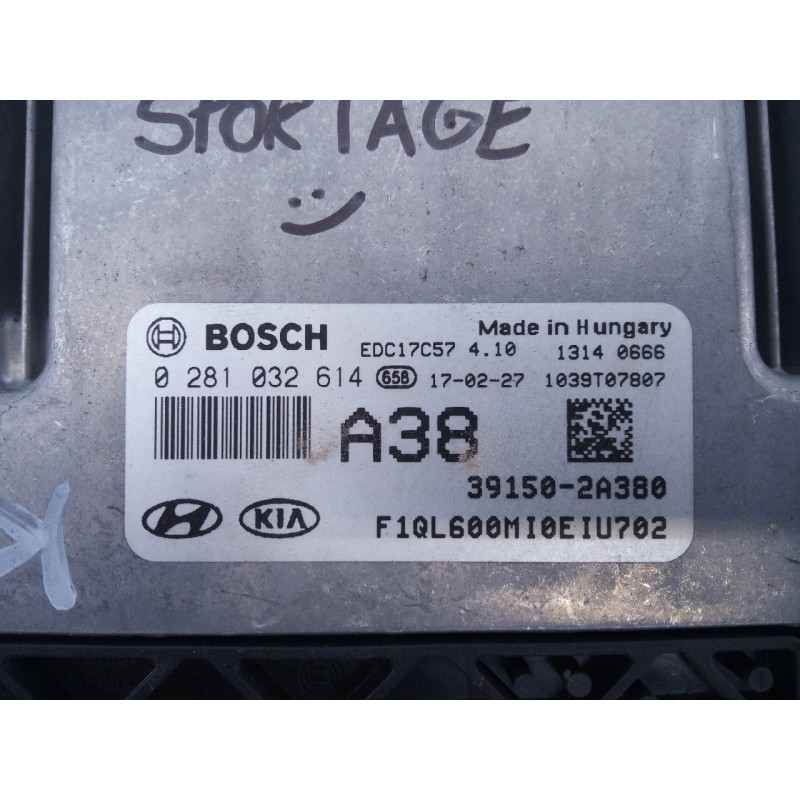 SPORTAGE
BOSCH
EDC17C57 4.10
Made in Hungary
1314 0666
0 281 032 614 658 17-02-27 1039T07807
A38
39150-2A380
KIA
F1QL600MI0EIU702